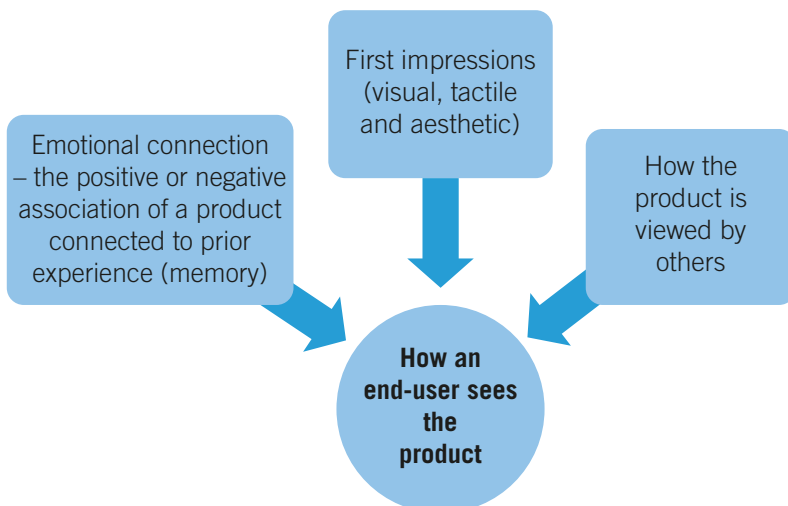 First impressions
(visual, tactile
and aesthetic)
Emotional connection
– the positive or negative
association of a product
connected to prior
experience (memory)
How the
product is
viewed by
others
How an
end-user sees
the
product